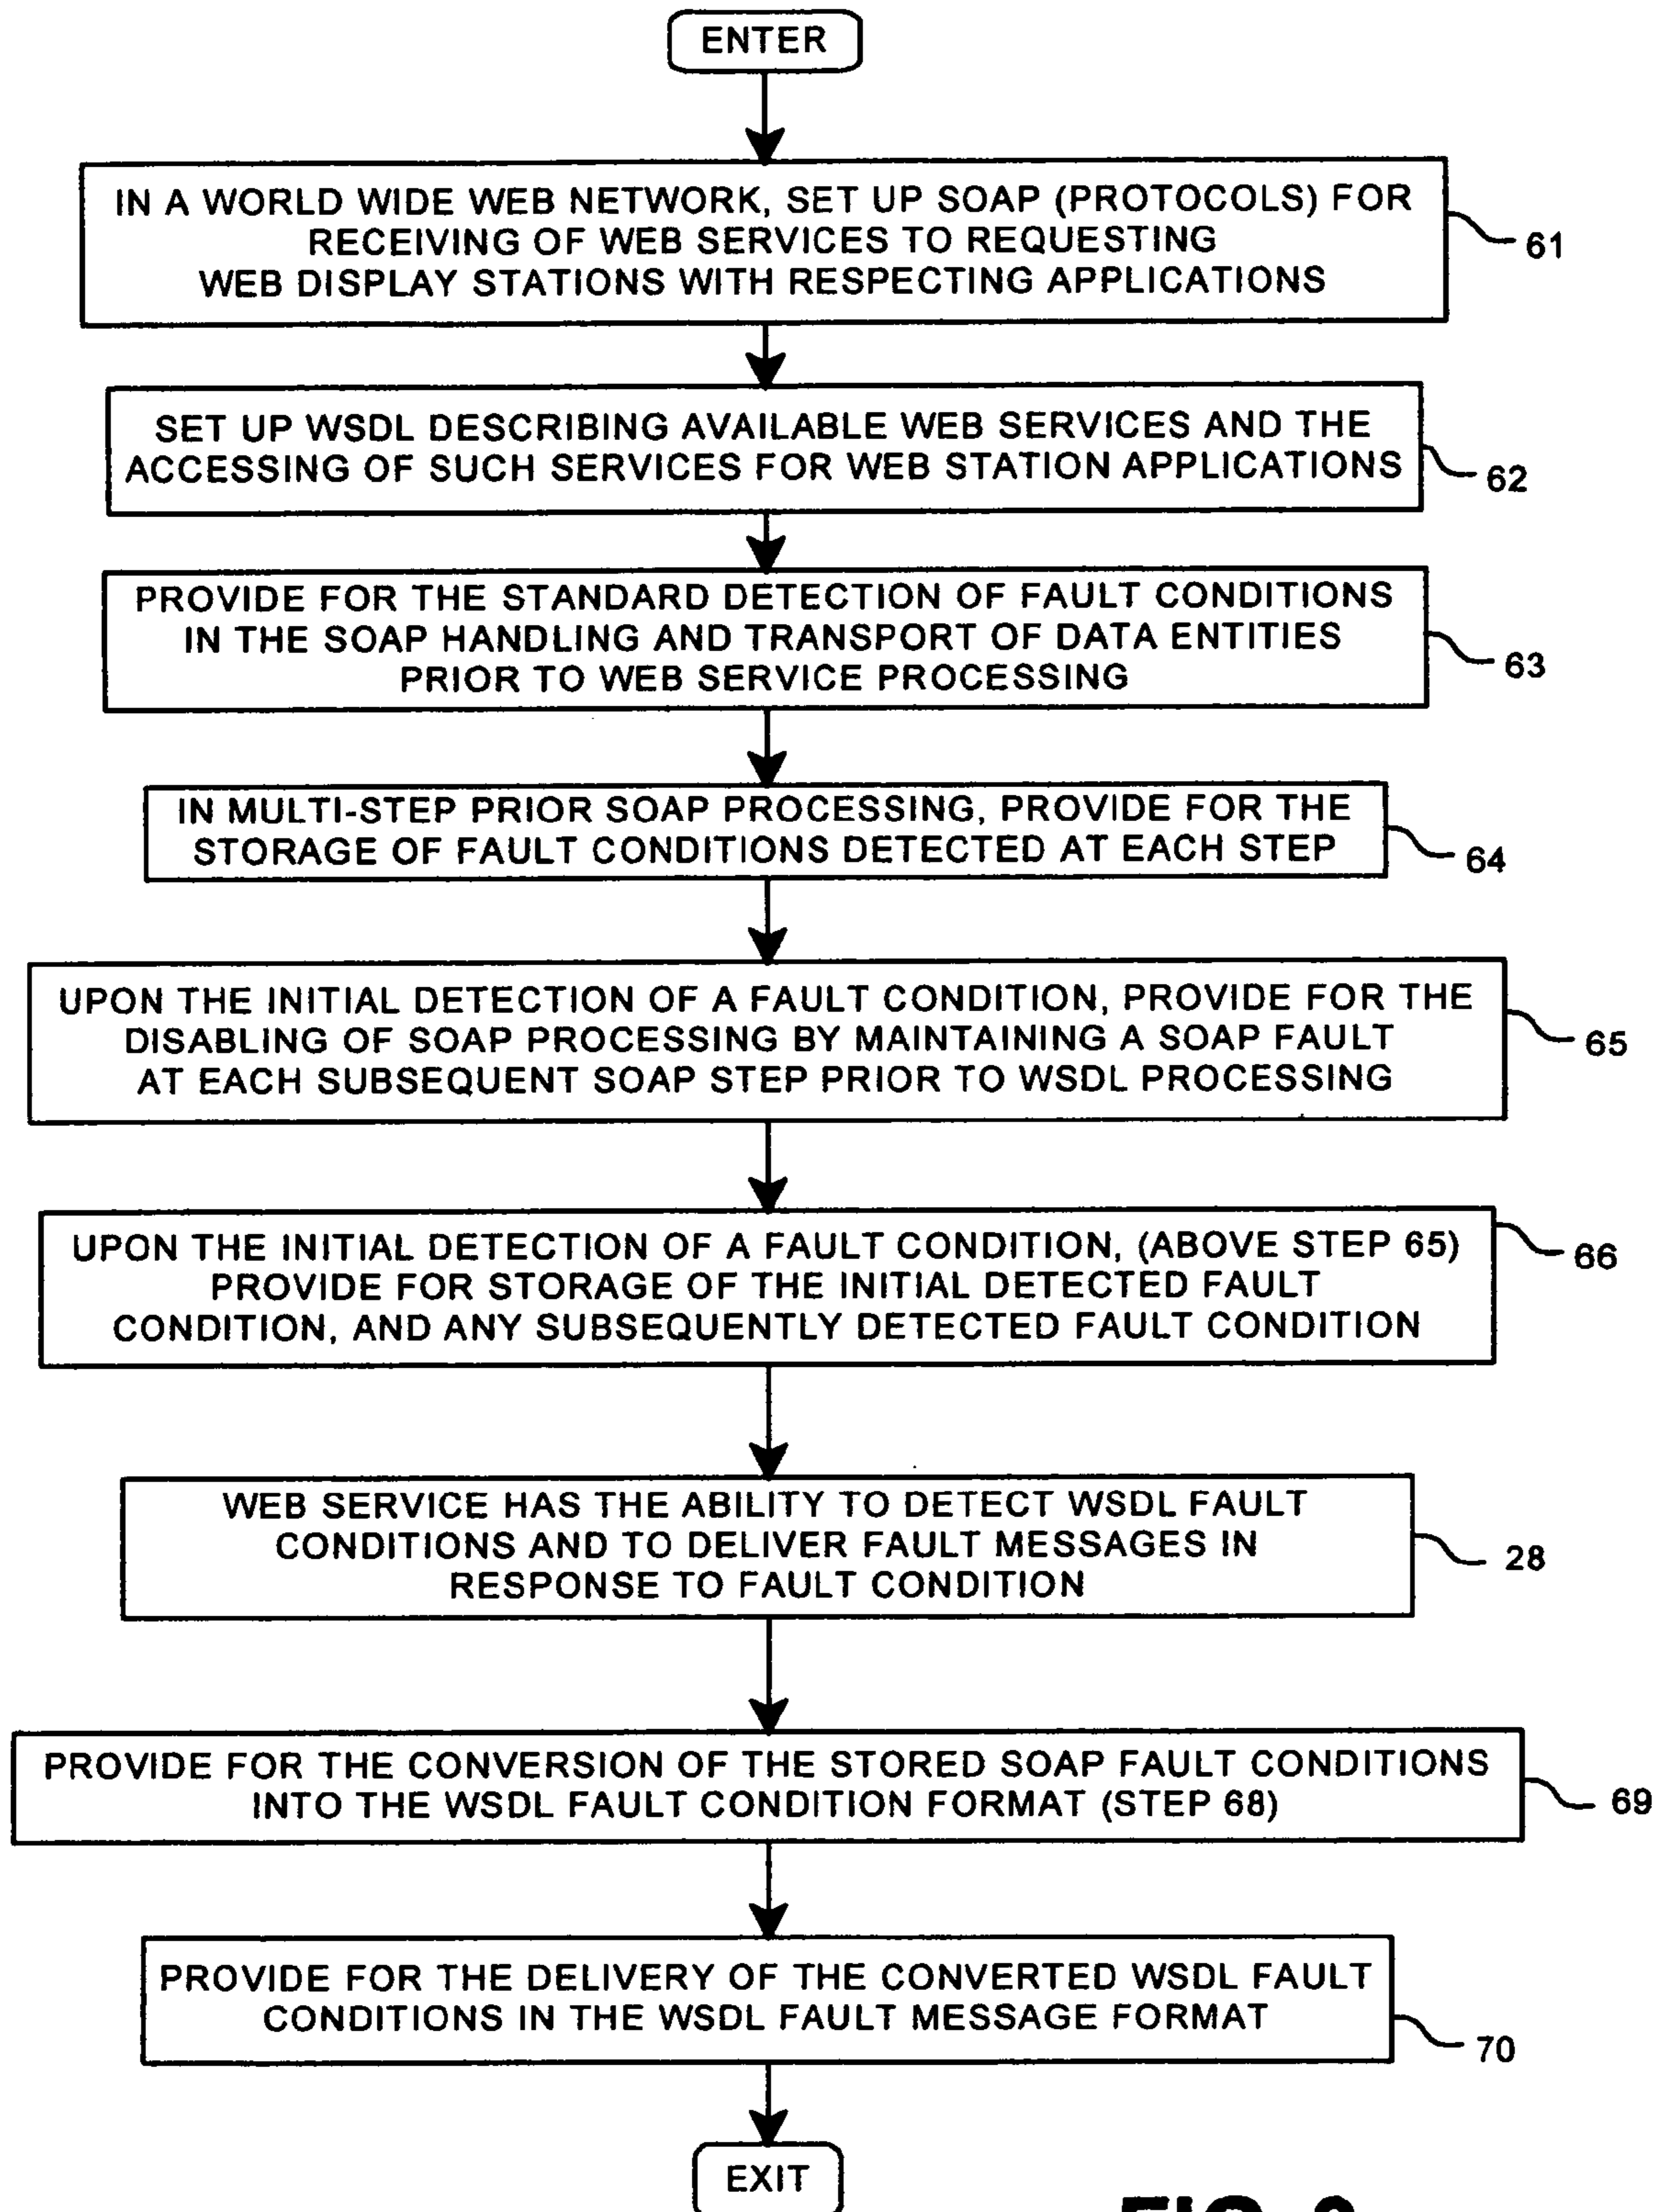 ENTER
IN A WORLD WIDE WEB NETWORK, SET UP SOAP (PROTOCOLS) FOR
RECEIVING OF WEB SERVICES TO REQUESTING
WEB DISPLAY STATIONS WITH RESPECTING APPLICATIONS
61
SET UP WSDL DESCRIBING AVAILABLE WEB SERVICES AND THE
ACCESSING OF SUCH SERVICES FOR WEB STATION APPLICATIONS
62
PROVIDE FOR THE STANDARD DETECTION OF FAULT CONDITIONS
IN THE SOAP HANDLING AND TRANSPORT OF DATA ENTITIES
PRIOR TO WEB SERVICE PROCESSING
63
IN MULTI-STEP PRIOR SOAP PROCESSING, PROVIDE FOR THE
STORAGE OF FAULT CONDITIONS DETECTED AT EACH STEP
64
UPON THE INITIAL DETECTION OF A FAULT CONDITION, PROVIDE FOR THE
DISABLING OF SOAP PROCESSING BY MAINTAINING A SOAP FAULT
AT EACH SUBSEQUENT SOAP STEP PRIOR TO WSDL PROCESSING
65
UPON THE INITIAL DETECTION OF A FAULT CONDITION, (ABOVE STEP 65)
PROVIDE FOR STORAGE OF THE INITIAL DETECTED FAULT
CONDITION, AND ANY SUBSEQUENTLY DETECTED FAULT CONDITION
66
WEB SERVICE HAS THE ABILITY TO DETECT WSDL FAULT
CONDITIONS AND TO DELIVER FAULT MESSAGES IN
RESPONSE TO FAULT CONDITION
28
PROVIDE FOR THE CONVERSION OF THE STORED SOAP FAULT CONDITIONS
INTO THE WSDL FAULT CONDITION FORMAT (STEP 68)
69
PROVIDE FOR THE DELIVERY OF THE CONVERTED WSDL FAULT
CONDITIONS IN THE WSDL FAULT MESSAGE FORMAT
70
EXIT
FIG.